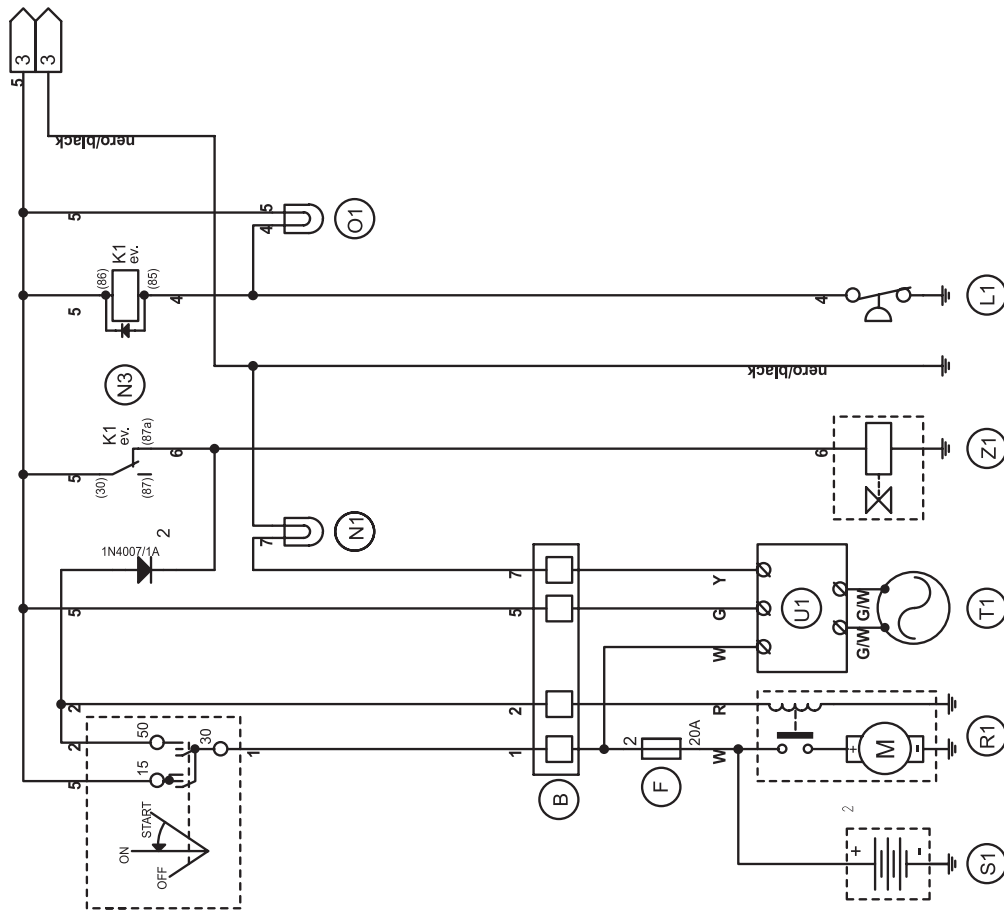 3
3
5
nero/black
5
5
4
O1
K1
ev.
(86)
(85)
5
4
4
L1
N3
nero/black
K1
ev.
(87a)
(30)
(87)
5
6
6
Z1
1N4007/1A
2
7
N1
5
7
5
Y
G
W
U1
G/W
G/W
T1
2
2
R
2
50
15
30
5
1
1
B
2
20A
F
W
+
M
-
R1
START
ON
OFF
2
+
-
S1